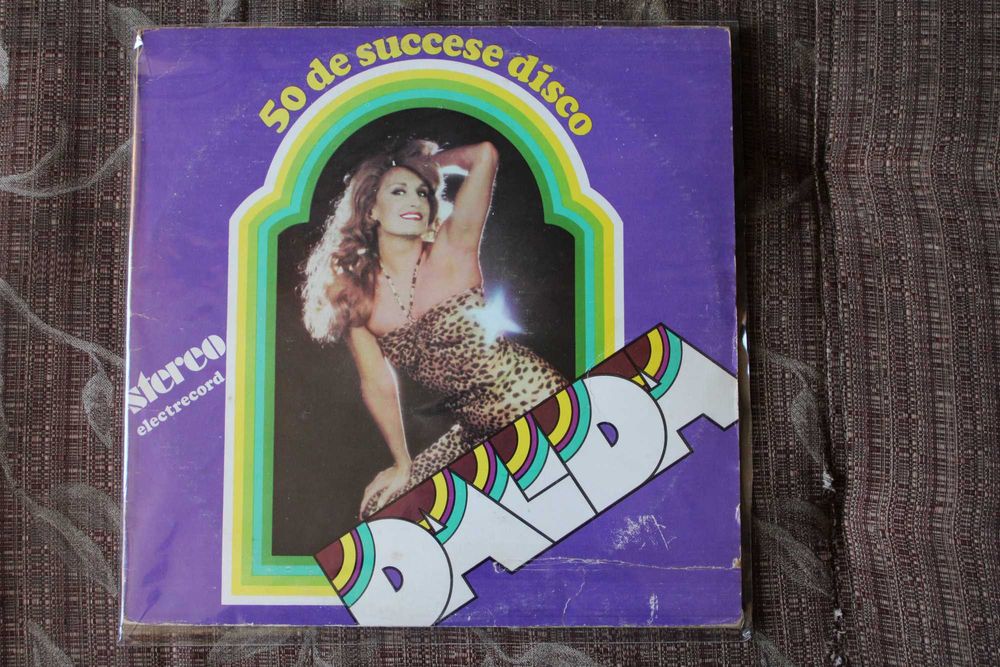 50 de succese disco
stereo
electrecord
DALIDA